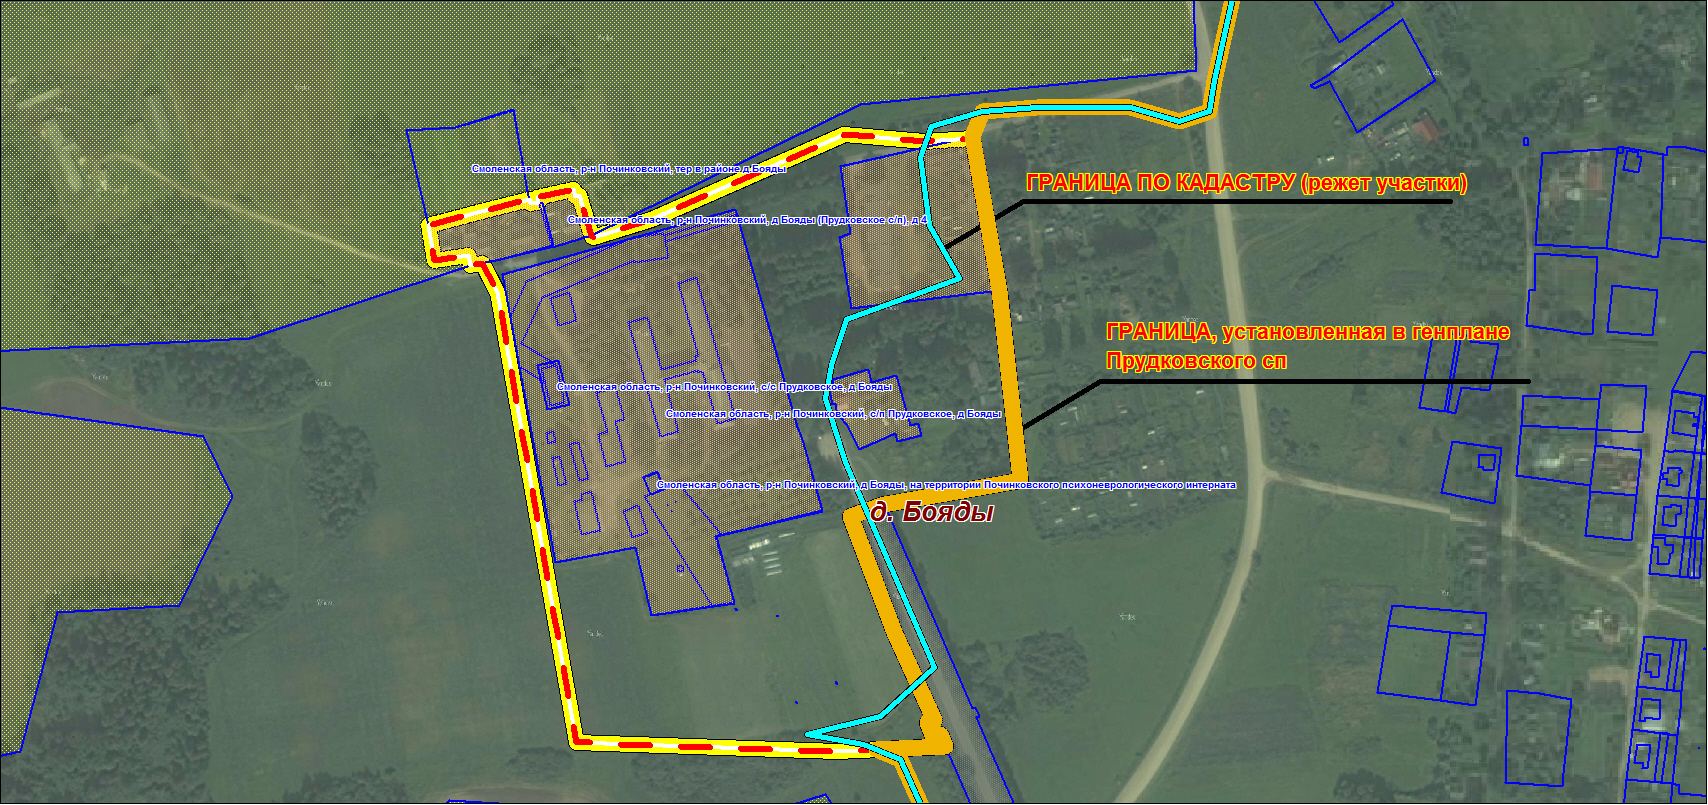 Смоленская область, р-н Починковский, тер в районе д.Бояды
ГРАНИЦА ПО КАДАСТРУ (режет участки)
Смоленская область, р-н Починковский, д Бояды (Прудковское с/п), д 4
ГРАНИЦА, установленная в генплане
Прудковского сп
Смоленская область, р-н Починковский, с/с Прудковское, д Бояды
Смоленская область, р-н Починковский, с/п Прудковское, д Бояды
Смоленская область, р-н Починковский, д Бояды, на территории Починковского психоневрологического интерната
д. Бояды